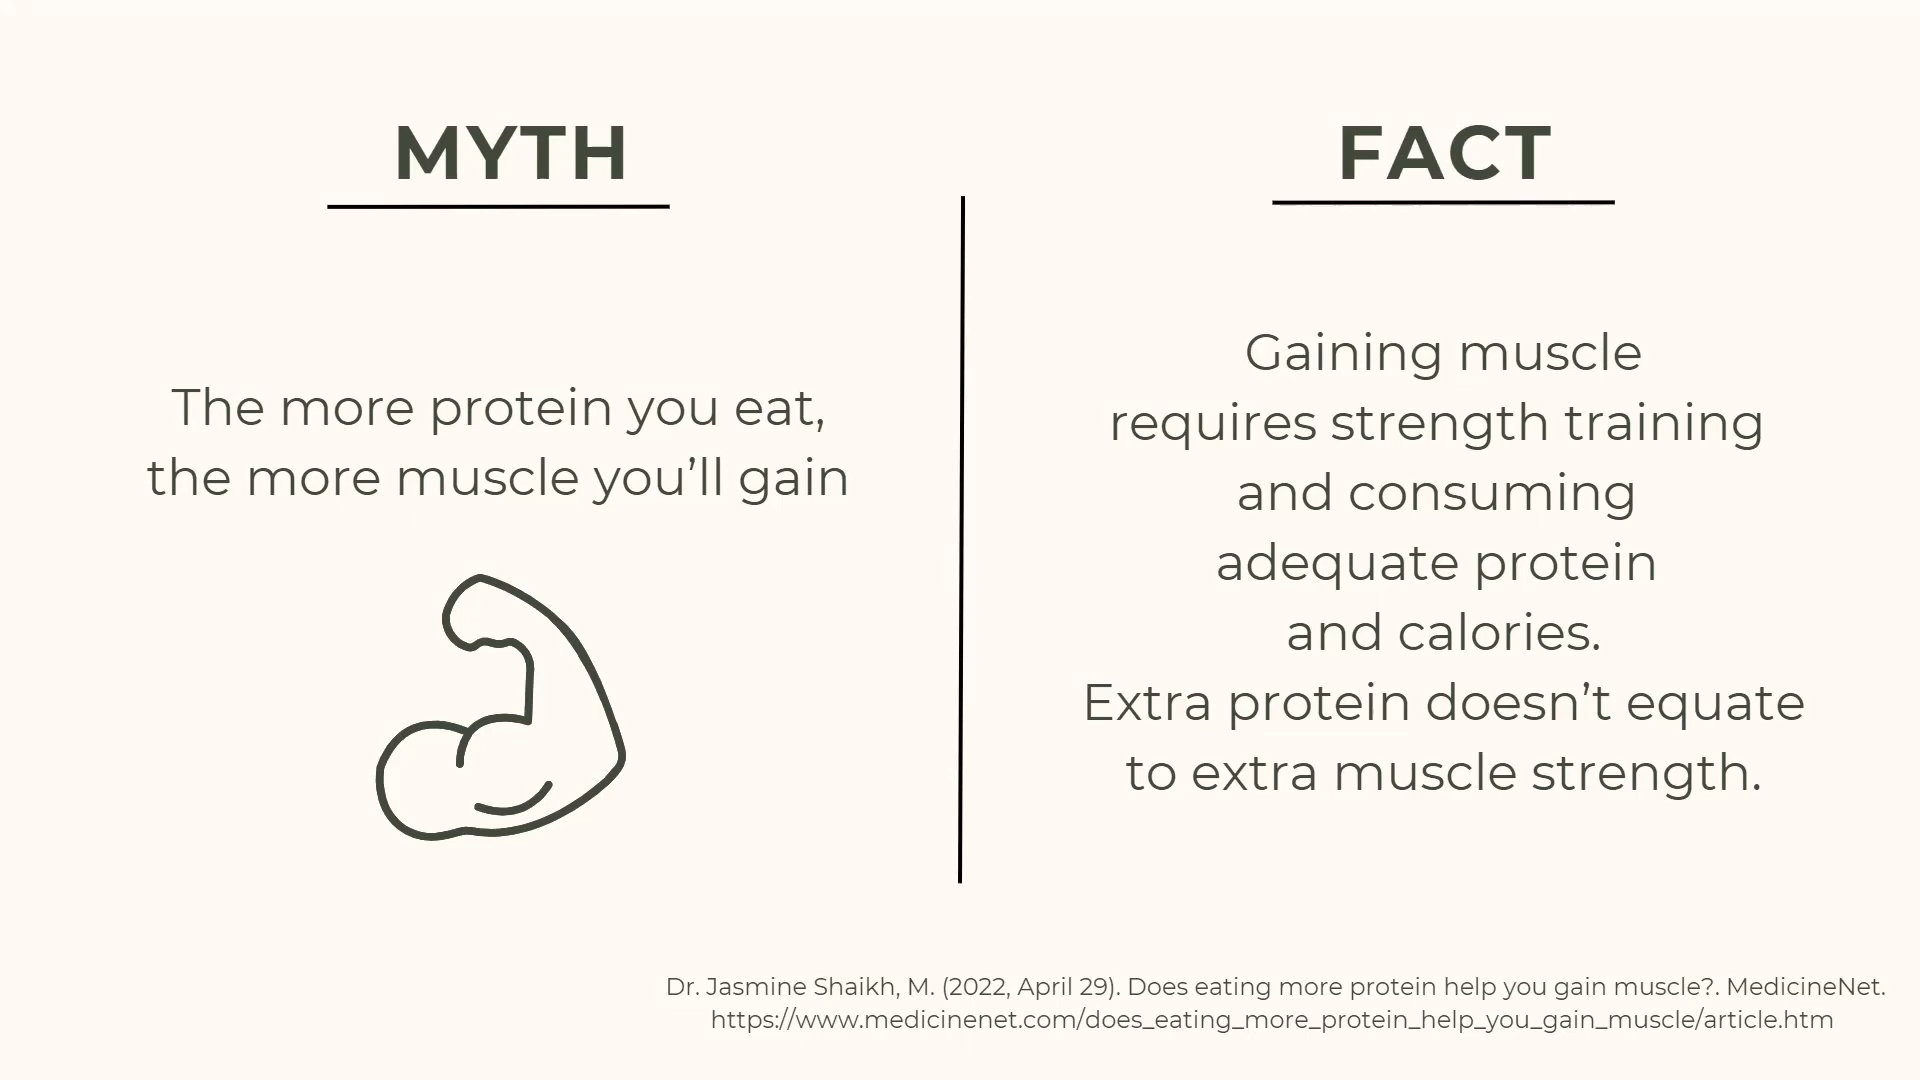 MYTH
The more protein you eat,
the more muscle you’ll gain
FACT
Gaining muscle
requires strength training
and consuming
adequate protein
and calories.
Extra protein doesn’t equate
to extra muscle strength.
Dr. Jasmine Shaikh, M. (2022, April 29). Does eating more protein help you gain muscle?. MedicineNet.
https://www.medicinenet.com/does_eating_more_protein_help_you_gain_muscle/article.htm